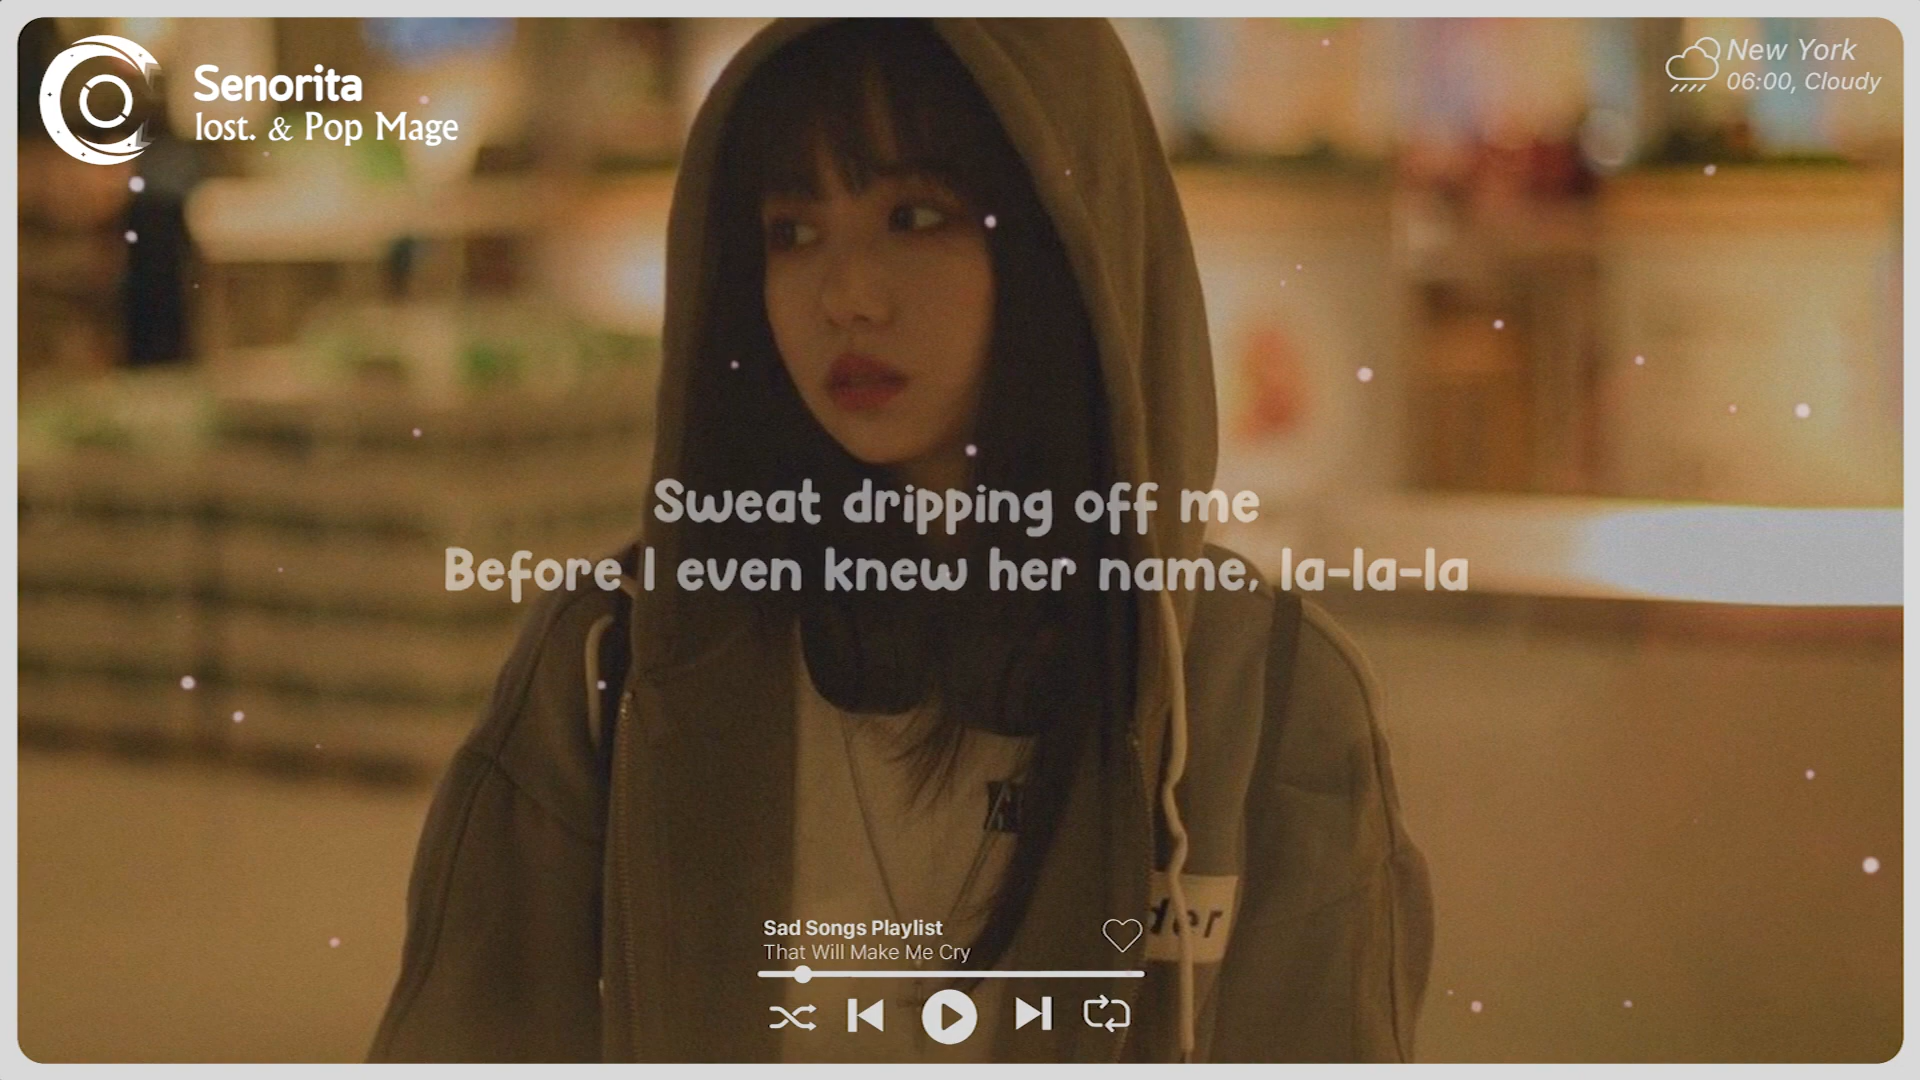 Senorita
lost. & Pop Mage
New York
06:00, Cloudy
Sweat dripping off me
Before I even knew her name, la-la-la
der
Sad Songs Playlist
That Will Make Me Cry